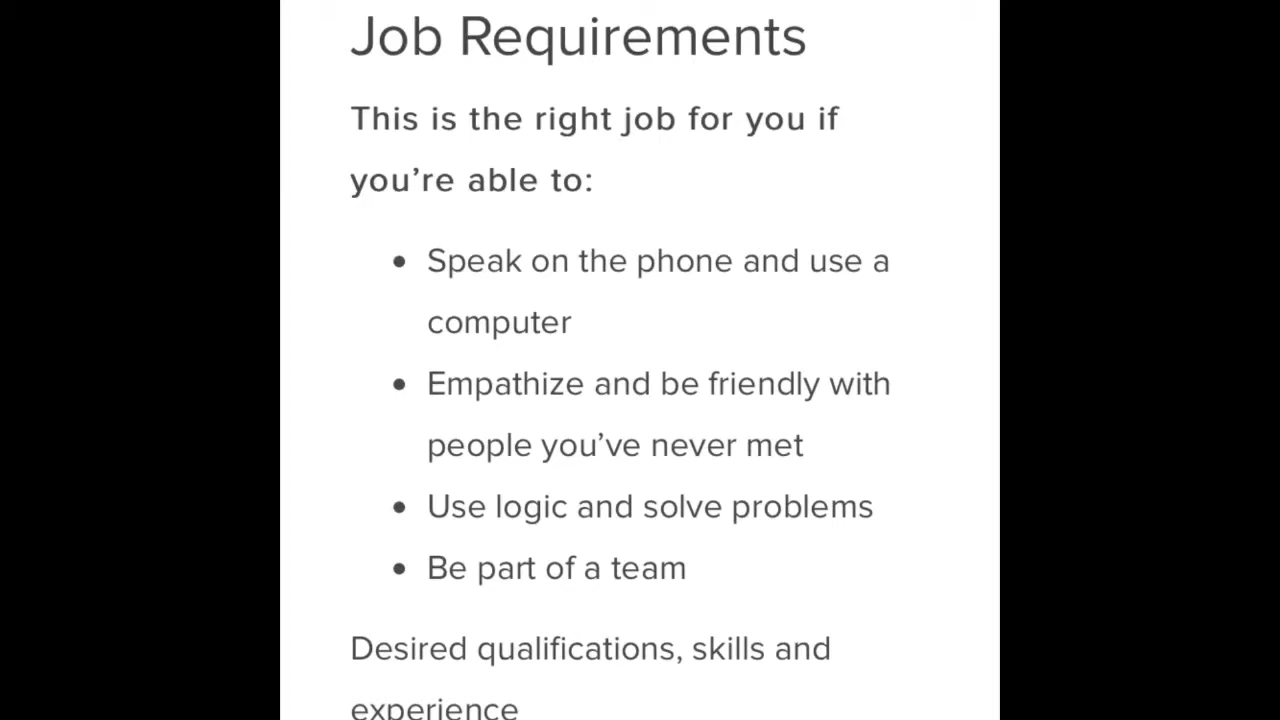 Job Requirements
This is the right job for you if
you’re able to:
• Speak on the phone and use a
computer
• Empathize and be friendly with
people you’ve never met
• Use logic and solve problems
• Be part of a team
Desired qualifications, skills and
experience